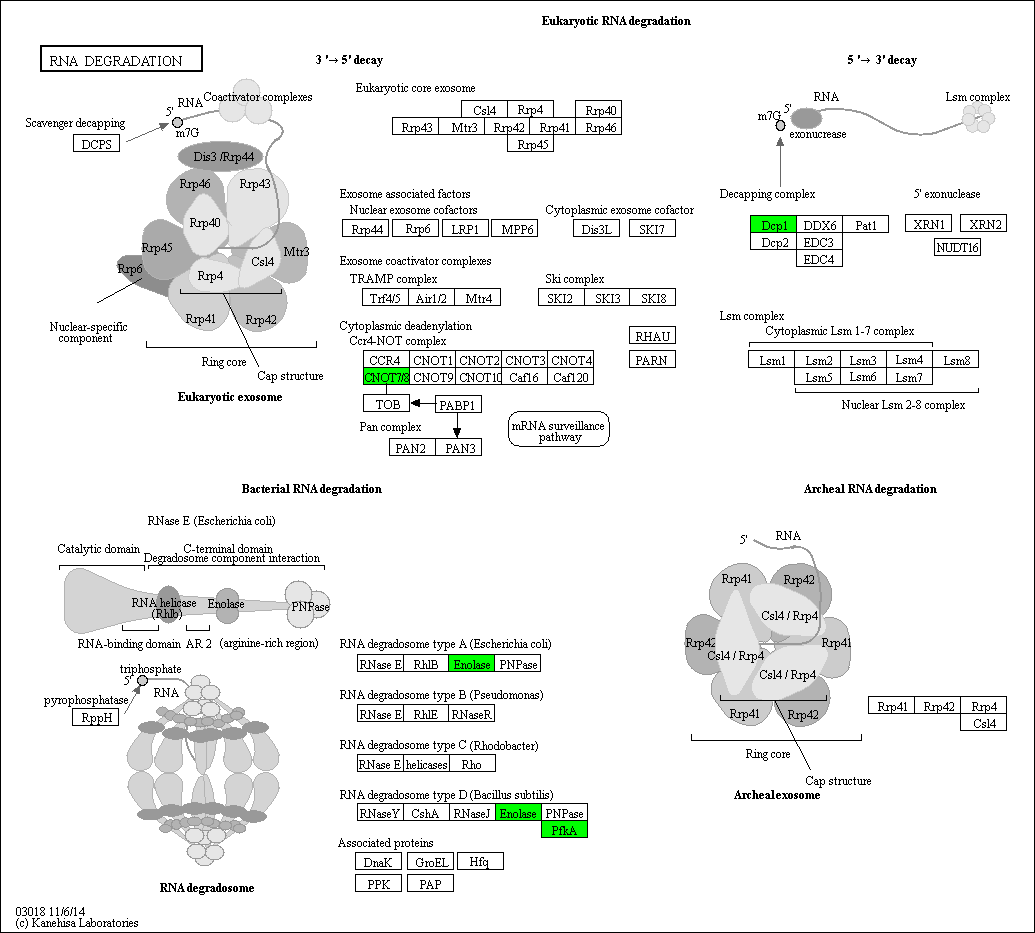 Eukaryotic RNA degradation
RNA DEGRADATION
3 '→ 5' decay
5 '→ 3' decay
Scavenger decapping
DCPS
5'
RNA
Coactivator complexes
m7G
Dis3 /Rrp44
Rrp46
Rrp43
Rrp40
Rrp45
Mtr3
Csl4
Rrp6
Rrp4
Rrp41
Rrp42
Nuclear-specific
component
Ring core
Cap structure
Eukaryotic exosome
Eukaryotic core exosome
Csl4 Rrp4 Rrp40
Rrp43 Mtr3 Rrp42 Rrp41 Rrp46
Rrp45
Exosome associated factors
Nuclear exosome cofactors
Rrp44 Rrp6 LRP1 MPP6
Cytoplasmic exosome cofactor
Dis3L SKI7
Exosome coactivator complexes
TRAMP complex
Trf4/5 Air1/2 Mtr4
Ski complex
SKI2 SKI3 SKI8
Cytoplasmic deadenylation
Ccr4-NOT complex
CCR4 CNOT1 CNOT2 CNOT3 CNOT4
CNOT7/8 CNOT9 CNOT10 Caf16 Caf120
RHAU
PARN
TOB
PABP1
Pan complex
PAN2 PAN3
mRNA surveillance
pathway
m7G
5'
RNA
exonucrease
Lsm complex
Decapping complex
Dcp1 DDX6 Pat1
Dcp2 EDC3
EDC4
5' exonuclease
XRN1 XRN2
NUDT16
Lsm complex
Cytoplasmic Lsm 1-7 complex
Lsm1 Lsm2 Lsm3 Lsm4 Lsm8
Lsm5 Lsm6 Lsm7
Nuclear Lsm 2-8 complex
Bacterial RNA degradation
RNase E (Escherichia coli)
Catalytic domain
C-terminal domain
Degradosome component interaction
RNA helicase
(Rhlb)
Enolase
PNPase
RNA-binding domain
AR 2
(arginine-rich region)
triphosphate
5'
RNA
pyrophosphatase
RppH
RNA degradosome
RNA degradosome type A (Escherichia coli)
RNase E RhlB Enolase PNPase
RNA degradosome type B (Pseudomonas)
RNase E RhlE RNaseR
RNA degradosome type C (Rhodobacter)
RNase E helicases Rho
RNA degradosome type D (Bacillus subtilis)
RNaseY CshA RNaseJ Enolase PNPase
PfkA
Associated proteins
DnaK GroEL Hfq
PPK PAP
Archeal RNA degradation
5'
RNA
Rrp41
Rrp42
Csl4 / Rrp4
Rrp42
Csl4 / Rrp4
Rrp41
Csl4 / Rrp4
Rrp41
Rrp42
Ring core
Cap structure
Archeal exosome
Rrp41 Rrp42 Rrp4
Csl4
03018 11/6/14
(c) Kanehisa Laboratories